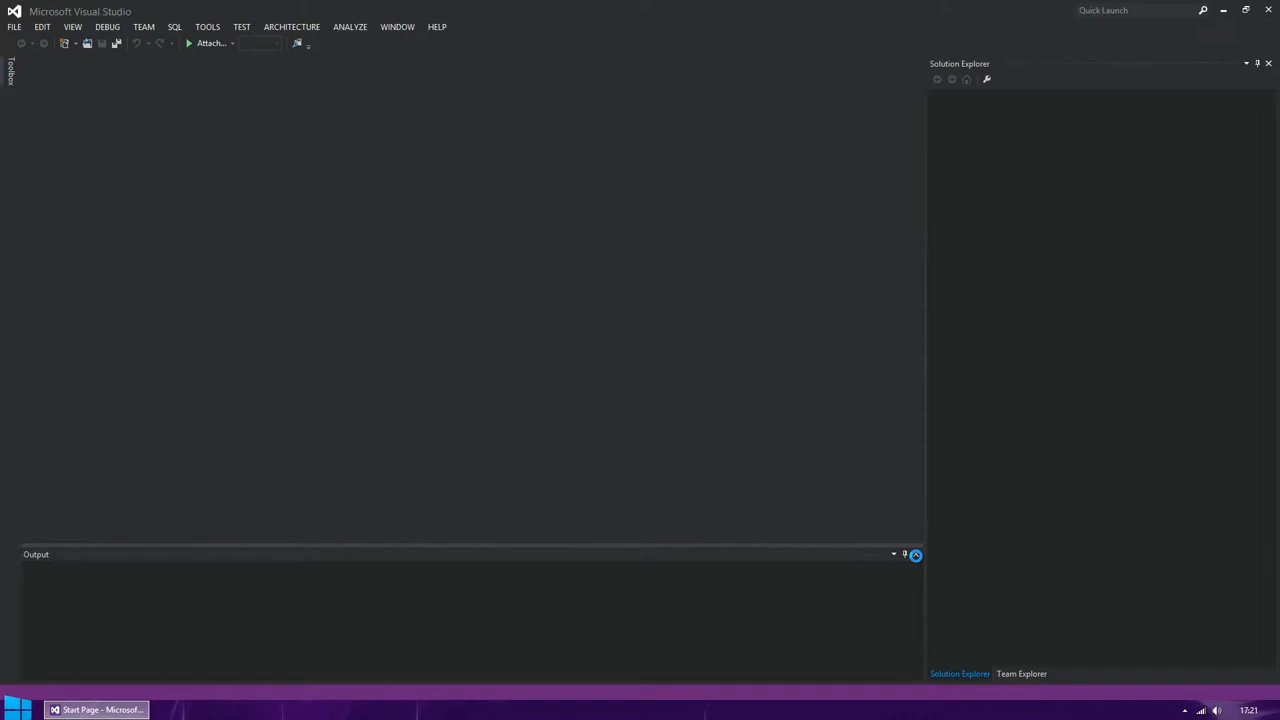 Microsoft Visual Studio
Quick Launch
FILE EDIT VIEW DEBUG TEAM SQL TOOLS TEST ARCHITECTURE ANALYZE WINDOW HELP
Attach...
Toolbox
Solution Explorer
Output
Solution Explorer Team Explorer
Start Page - Microsof...
17:21